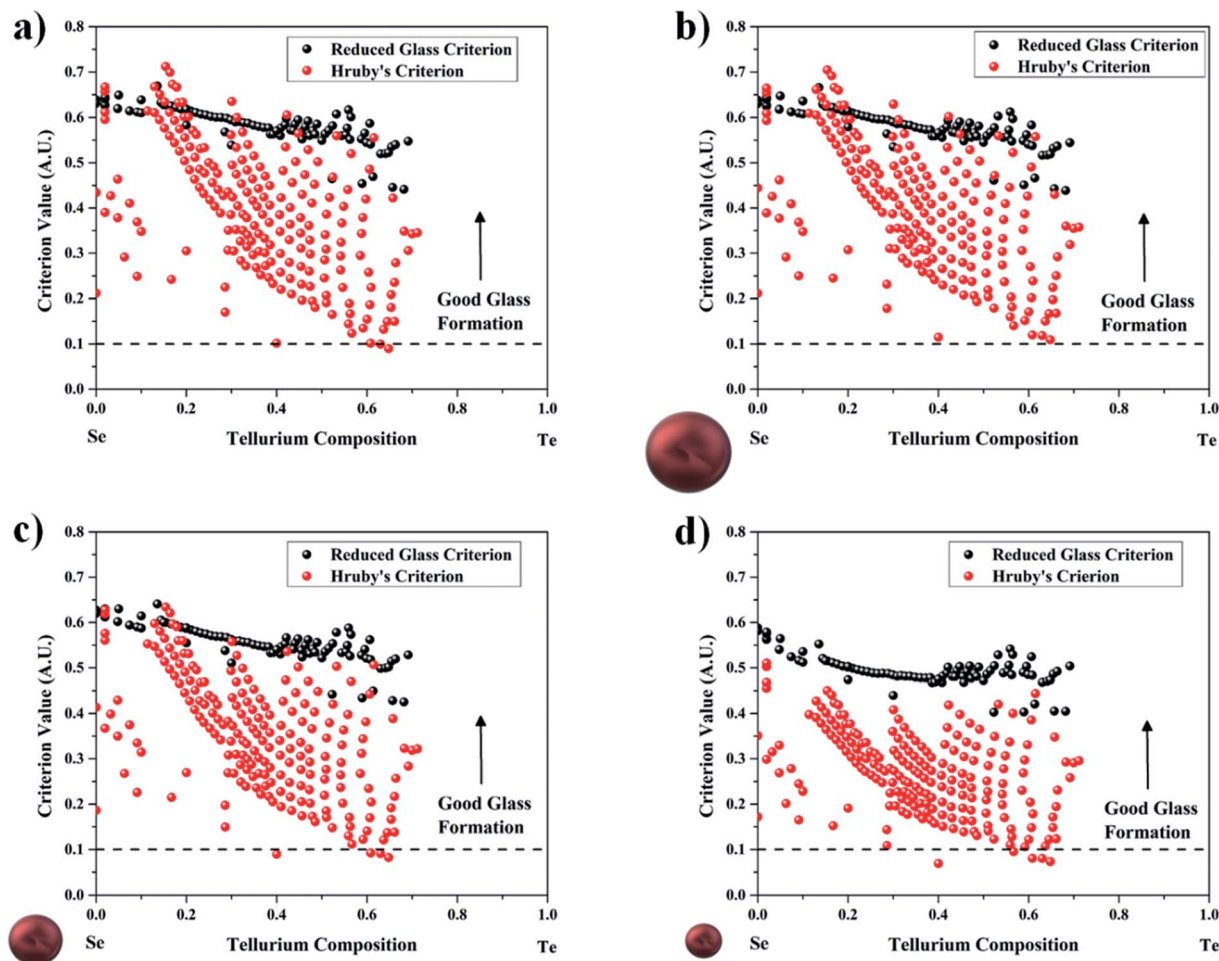 a)
0.8
0.7
0.6
0.5
0.4
0.3
0.2
0.1
0.0
Criterion Value (A.U.)
Reduced Glass Criterion
Hruby's Criterion
Good Glass
Formation
0.0 0.2 0.4 0.6 0.8 1.0
Se Tellurium Composition Te
b)
0.8
0.7
0.6
0.5
0.4
0.3
0.2
0.1
0.0
Criterion Value (A.U.)
Reduced Glass Criterion
Hruby's Criterion
Good Glass
Formation
0.0 0.2 0.4 0.6 0.8 1.0
Se Tellurium Composition Te
c)
0.8
0.7
0.6
0.5
0.4
0.3
0.2
0.1
0.0
Criterion Value (A.U.)
Reduced Glass Criterion
Hruby's Criterion
Good Glass
Formation
0.0 0.2 0.4 0.6 0.8 1.0
Se Tellurium Composition Te
d)
0.8
0.7
0.6
0.5
0.4
0.3
0.2
0.1
0.0
Criterion Value (A.U.)
Reduced Glass Criterion
Hruby's Crierion
Good Glass
Formation
0.0 0.2 0.4 0.6 0.8 1.0
Se Tellurium Composition Te